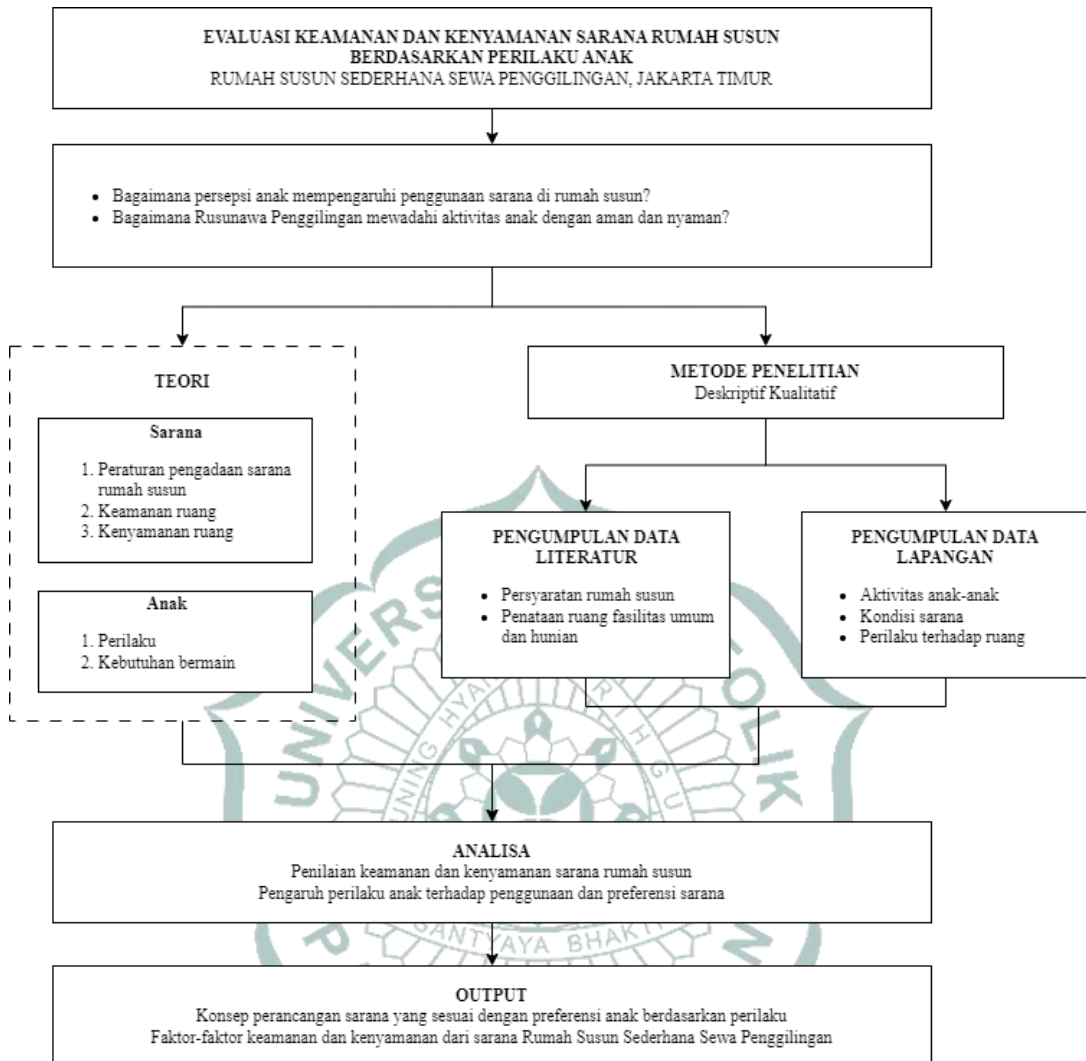 EVALUASI KEAMANAN DAN KENYAMANAN SARANA RUMAH SUSUN
BERDASARKAN PERILAKU ANAK
RUMAH SUSUN SEDERHANA SEWA PENGGILINGAN, JAKARTA TIMUR
• Bagaimana persepsi anak mempengaruhi penggunaan sarana di rumah susun?
• Bagaimana Rusunawa Penggilingan mewadahi aktivitas anak dengan aman dan nyaman?
TEORI
Sarana
1. Peraturan pengadaan sarana
rumah susun
2. Keamanan ruang
3. Kenyamanan ruang
Anak
1. Perilaku
2. Kebutuhan bermain
METODE PENELITIAN
Deskriptif Kualitatif
PENGUMPULAN DATA
LITERATUR
• Persyaratan rumah susun
• Penataan ruang fasilitas umum
dan hunian
PENGUMPULAN DATA
LAPANGAN
• Aktivitas anak-anak
• Kondisi sarana
• Perilaku terhadap ruang
ANALISA
Penilaian keamanan dan kenyamanan sarana rumah susun
Pengaruh perilaku anak terhadap penggunaan dan preferensi sarana
SANTYAYA BHAKT
OUTPUT
Konsep perancangan sarana yang sesuai dengan preferensi anak berdasarkan perilaku
Faktor-faktor keamanan dan kenyamanan dari sarana Rumah Susun Sederhana Sewa Penggilingan